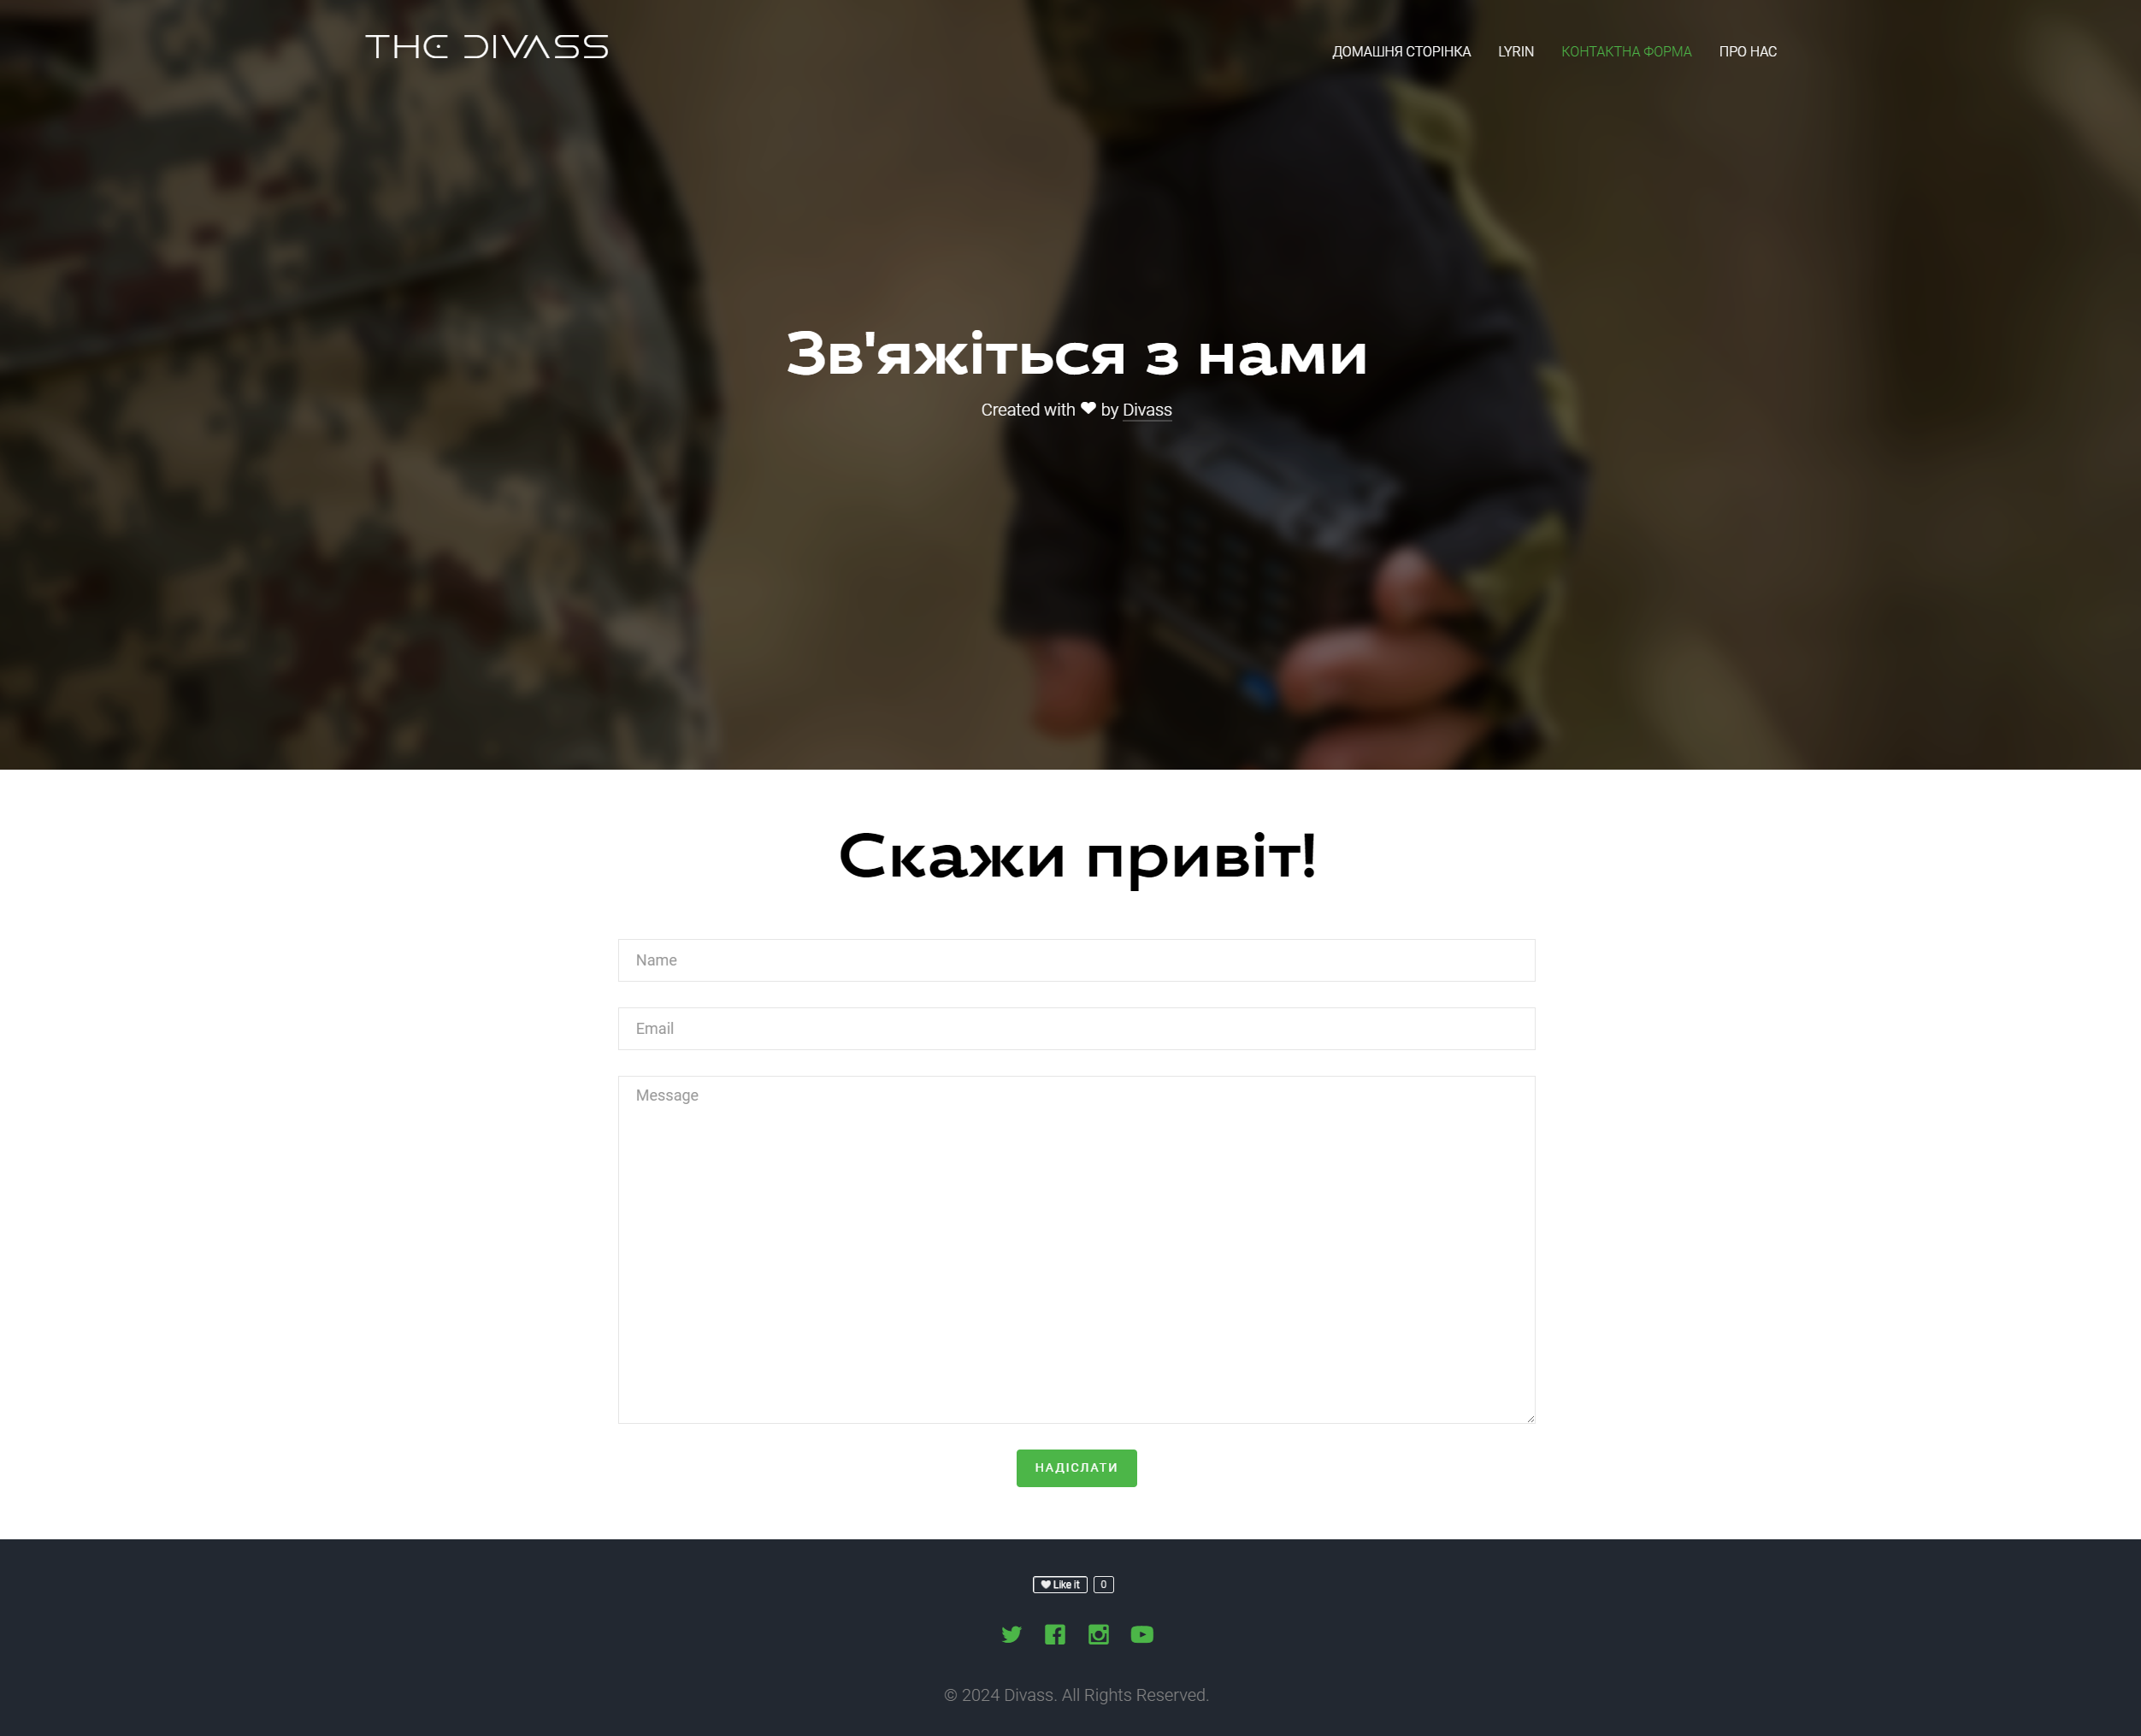 THE DIVASS
ДОМАШНЯ СТОРІНКА LYRIN КОНТАКТНА ФОРМА ПРО НАС
Зв'яжіться з нами
Created with ❤ by Divass
Скажи привіт!
Name
Email
Message
НАДІСЛАТИ
Like it 0
© 2024 Divass. All Rights Reserved.